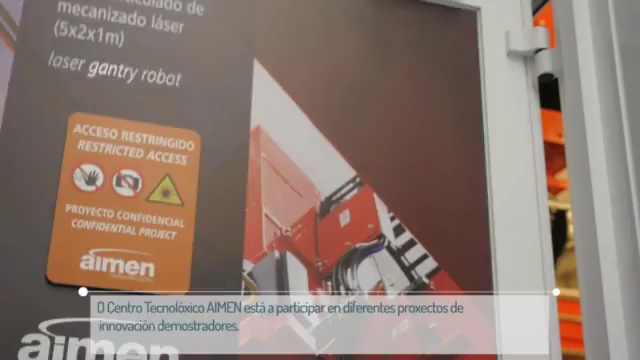 mecanizado láser
(5x2x1m)
laser gantry robot
ACCESO RESTRINGIDO
RESTRICTED ACCESS
PROYECTO CONFIDENCIAL
CONFIDENTIAL PROJECT
aimen
O Centro Tecnolóxico AIMEN está a participar en diferentes proxectos de
innovación demostradores.
aimen